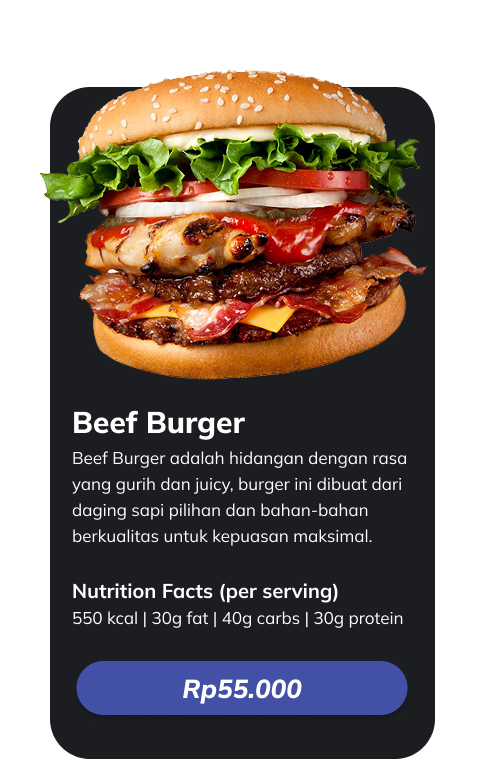 Beef Burger
Beef Burger adalah hidangan dengan rasa
yang gurih dan juicy, burger ini dibuat dari
daging sapi pilihan dan bahan-bahan
berkualitas untuk kepuasan maksimal.
Nutrition Facts (per serving)
550 kcal | 30g fat | 40g carbs | 30g protein
Rp55.000